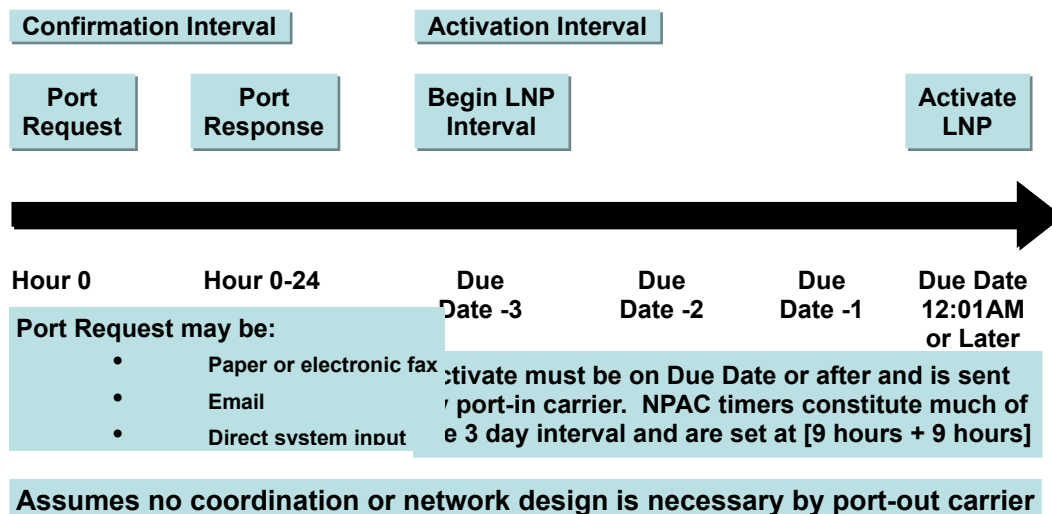 Confirmation Interval
Activation Interval
Port
Request
Port
Response
Begin LNP
Interval
Activate
LNP
Hour 0
Hour 0-24
Due
Date -3
Due
Date -2
Due
Date -1
Due Date
12:01AM
or Later
Port Request may be:
• Paper or electronic fax
• Email
• Direct system input
must be on Due Date or after and is sent
port-in carrier. NPAC timers constitute much of
3 day interval and are set at [9 hours + 9 hours]
Assumes no coordination or network design is necessary by port-out carrier